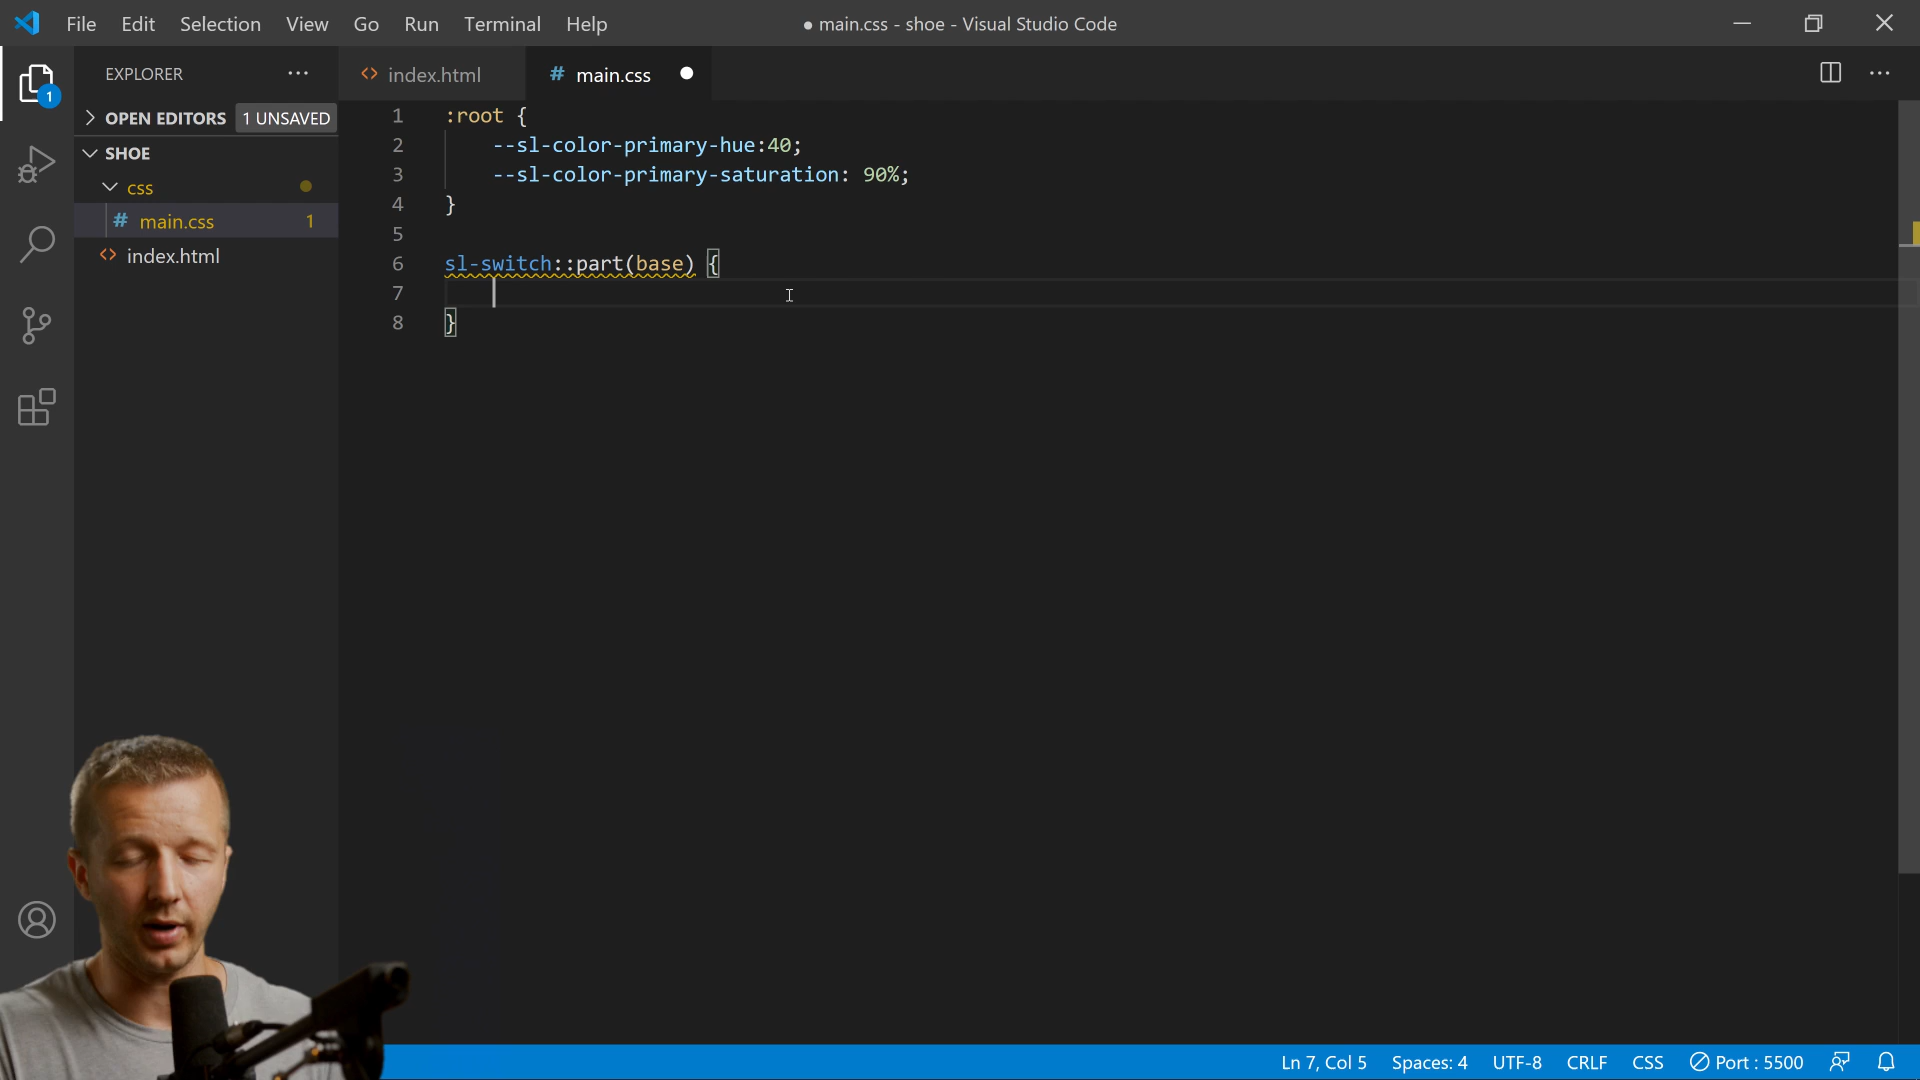 File Edit Selection View Go Run Terminal Help
● main.css - shoe - Visual Studio Code
EXPLORER ···
OPEN EDITORS 1 UNSAVED
SHOE
css
# main.css 1
<> index.html
1
<> index.html
# main.css
1 :root {
2 --sl-color-primary-hue:40;
3 --sl-color-primary-saturation: 90%;
4 }
5
6 sl-switch::part(base) {
7
8 }
Ln 7, Col 5 Spaces: 4 UTF-8 CRLF CSS Port : 5500